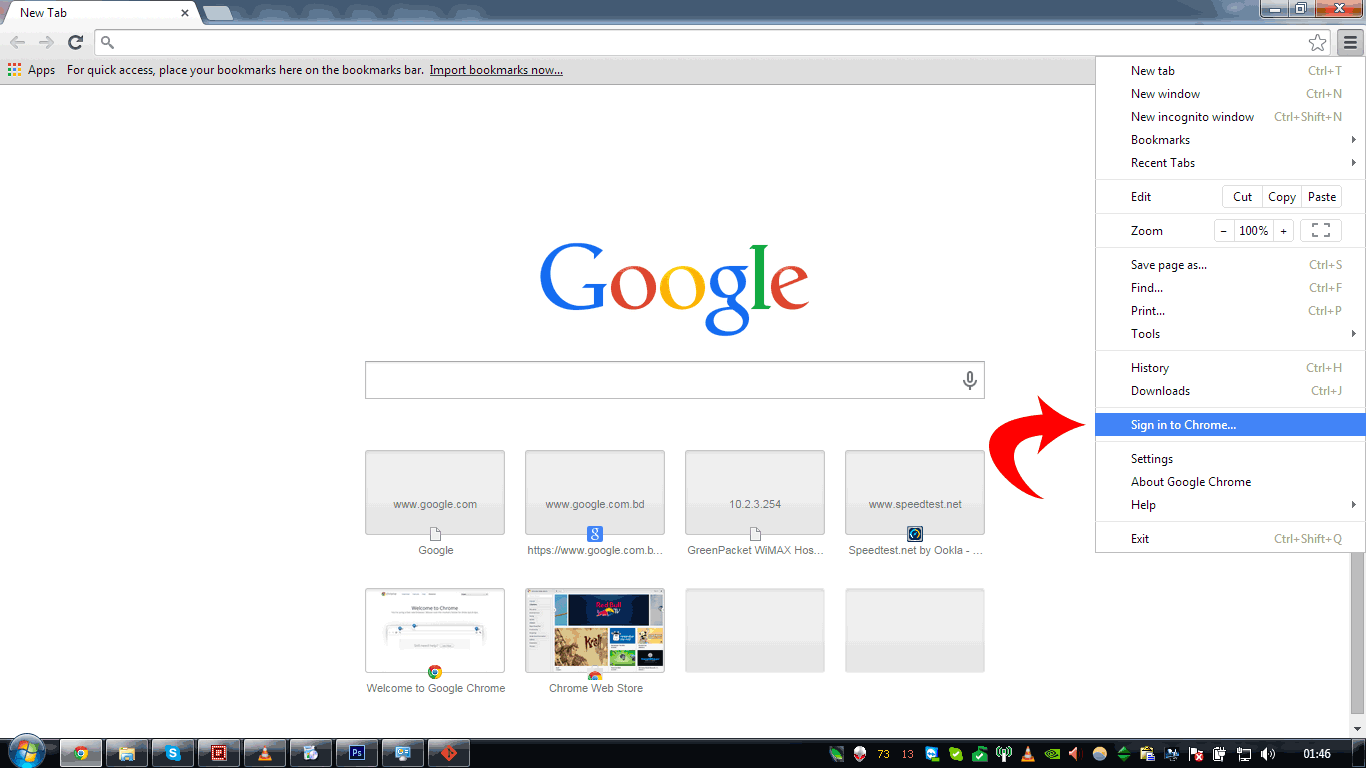 New Tab
Apps For quick access, place your bookmarks here on the bookmarks bar. Import bookmarks now...
New tab Ctrl+T
New window Ctrl+N
New incognito window Ctrl+Shift+N
Bookmarks
Recent Tabs
Edit Cut Copy Paste
Zoom − 100% +
Save page as... Ctrl+S
Find... Ctrl+F
Print... Ctrl+P
Tools
History Ctrl+H
Downloads Ctrl+J
Sign in to Chrome...
Settings
About Google Chrome
Help
Exit Ctrl+Shift+Q
Google
www.google.com www.google.com.bd 10.2.3.254 www.speedtest.net
Google https://www.google.com.b... GreenPacket WiMAX Hos... Speedtest.net by Ookla - ...
Welcome to Chrome
Welcome to Google Chrome Chrome Web Store
Ps 73 13 01:46